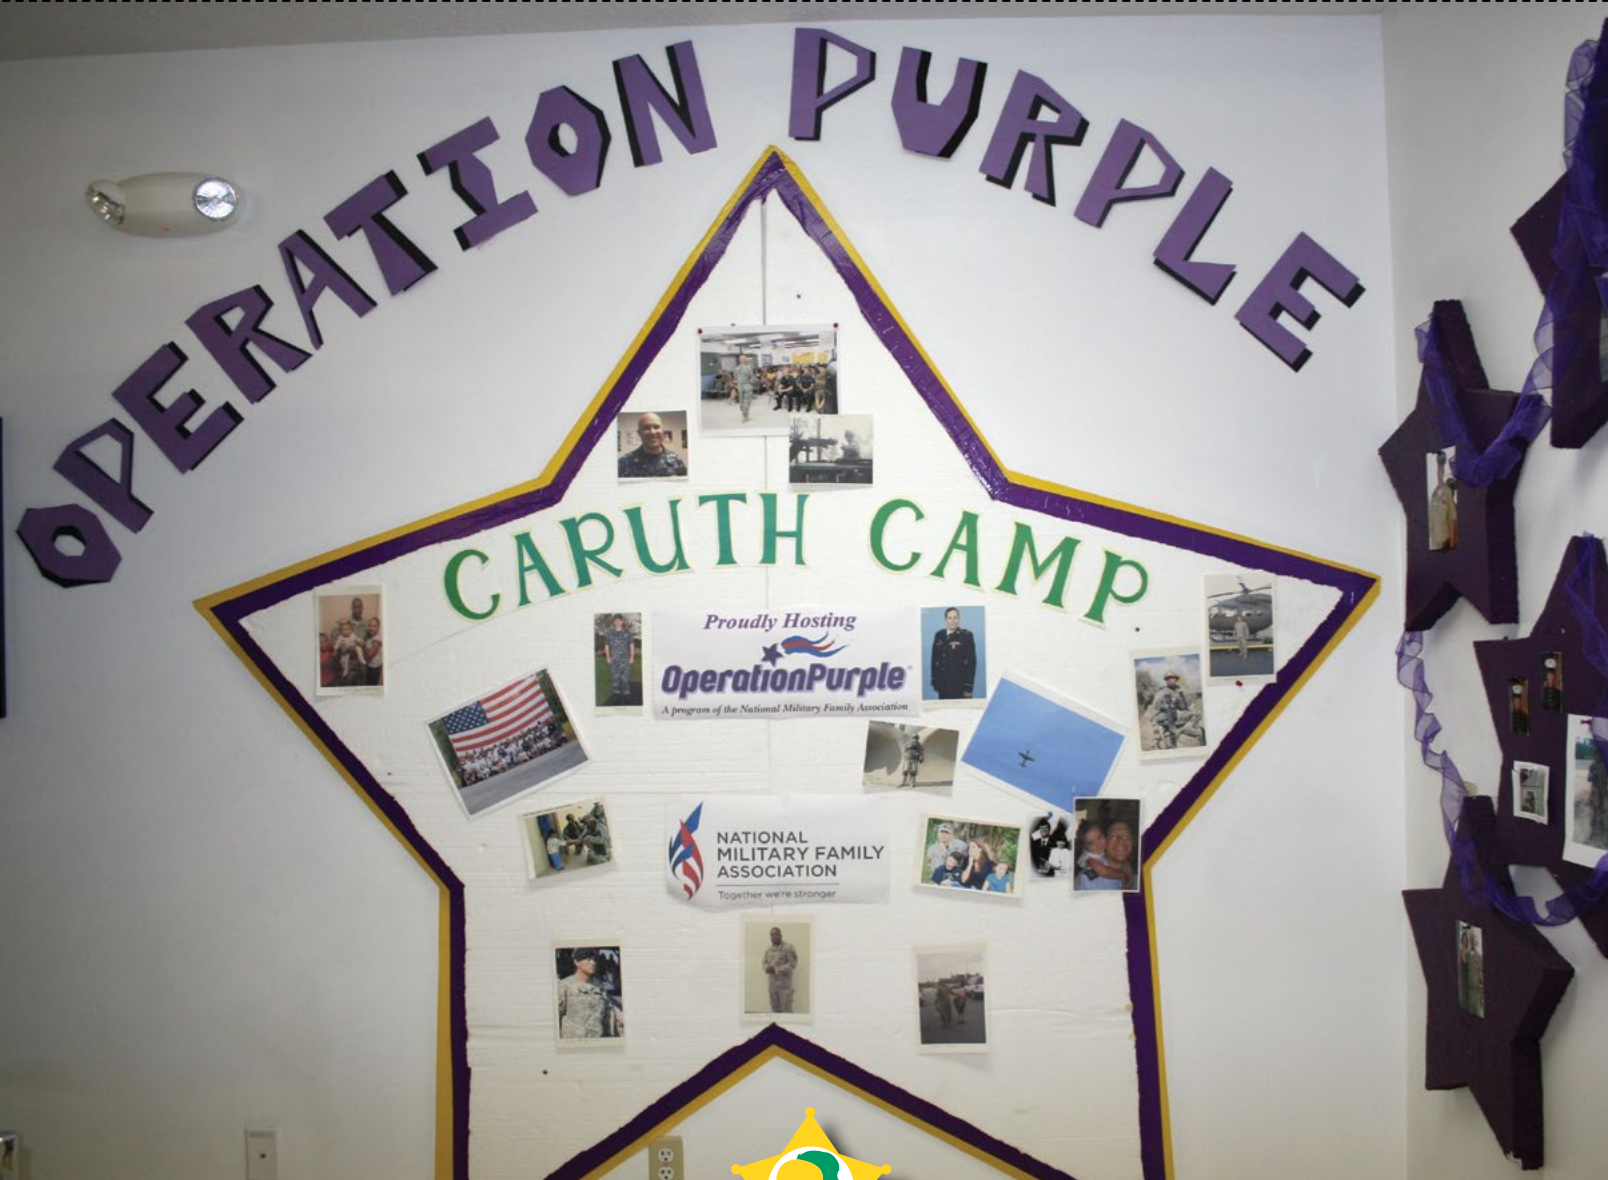 OPERATION PURPLE
CARUTH CAMP
Proudly Hosting
OperationPurple®
A program of the National Military Family Association
NATIONAL
MILITARY FAMILY
ASSOCIATION
Together we're stronger